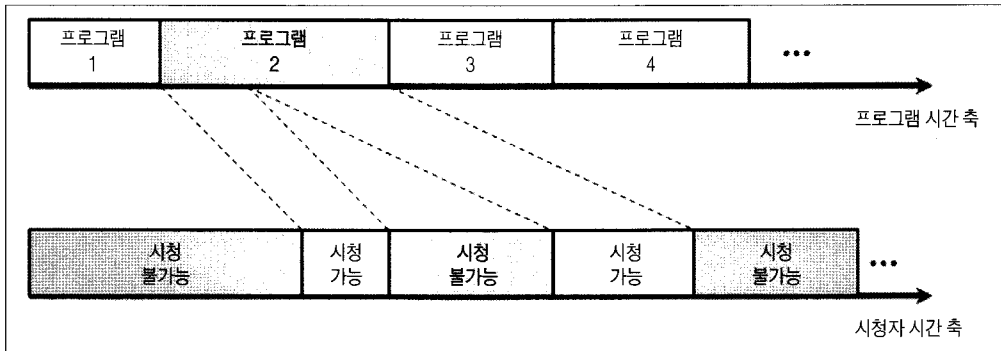 프로그램
1
프로그램
2
프로그램
3
프로그램
4
•••
프로그램 시간 축
시청
불가능
시청
가능
시청
불가능
시청
가능
시청
불가능
•••
시청자 시간 축